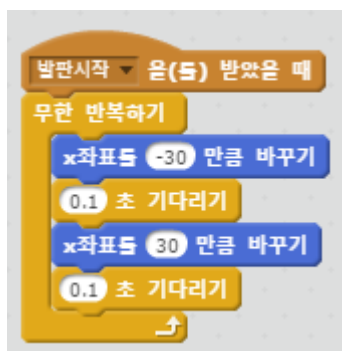 발판시작 을(를) 받았을 때
무한 반복하기
x좌표를 -30 만큼 바꾸기
0.1 초 기다리기
x좌표를 30 만큼 바꾸기
0.1 초 기다리기